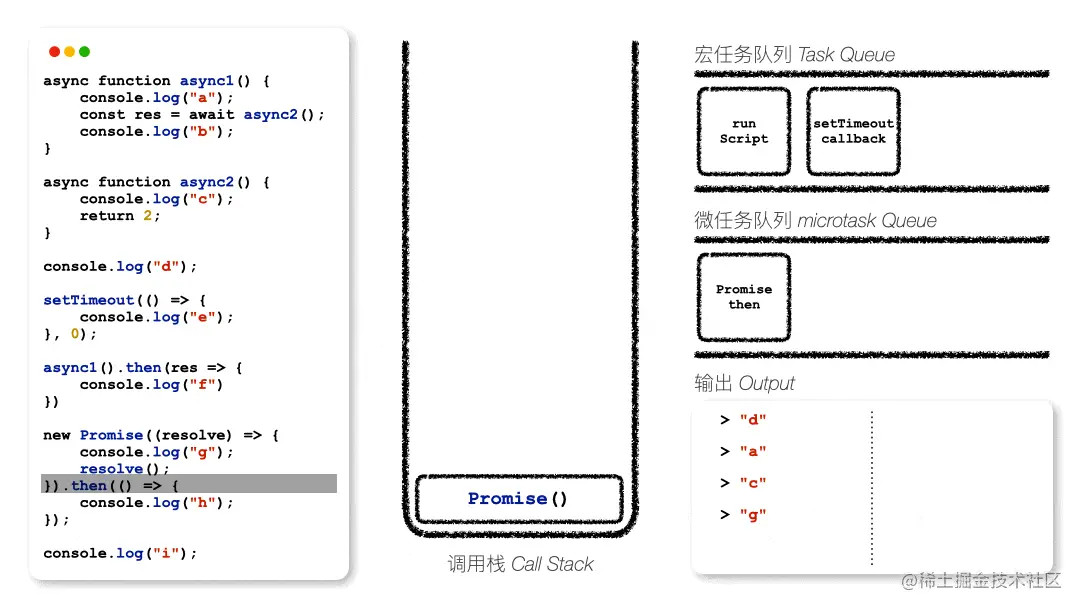 async function async1() {
    console.log("a");
    const res = await async2();
    console.log("b");
}
async function async2() {
    console.log("c");
    return 2;
}
console.log("d");
setTimeout(() => {
    console.log("e");
}, 0);
async1().then(res => {
    console.log("f")
})
new Promise((resolve) => {
    console.log("g");
    resolve();
}).then(() => {
    console.log("h");
});
console.log("i");
Promise()
调用栈 Call Stack
宏任务队列 Task Queue
run
Script
setTimeout
callback
微任务队列 microtask Queue
Promise
then
输出 Output
> "d"
> "a"
> "c"
> "g"
@稀土掘金技术社区